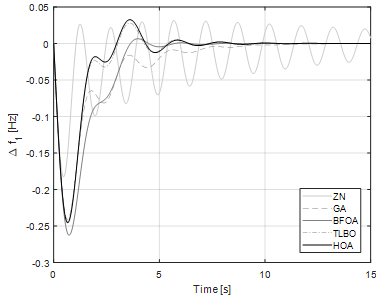 0.05
0
-0.05
-0.1
-0.15
-0.2
-0.25
-0.3
Δ f1 [Hz]
0 5 10 15
Time [s]
ZN
GA
BFOA
TLBO
HOA